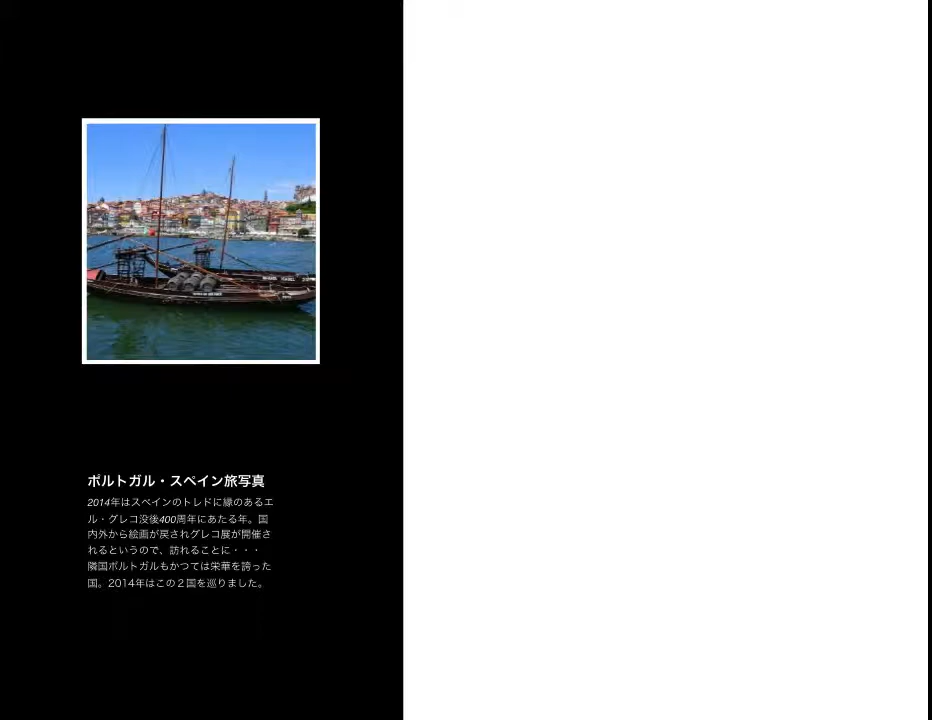 ポルトガル・スペイン旅写真
2014年はスペインのトレドに縁のあるエ
ル・グレコ没後400周年にあたる年。国
内外から絵画が戻されグレコ展が開催さ
れるというので、訪れることに・・・
隣国ポルトガルもかつては栄華を誇った
国。2014年はこの２国を巡りました。